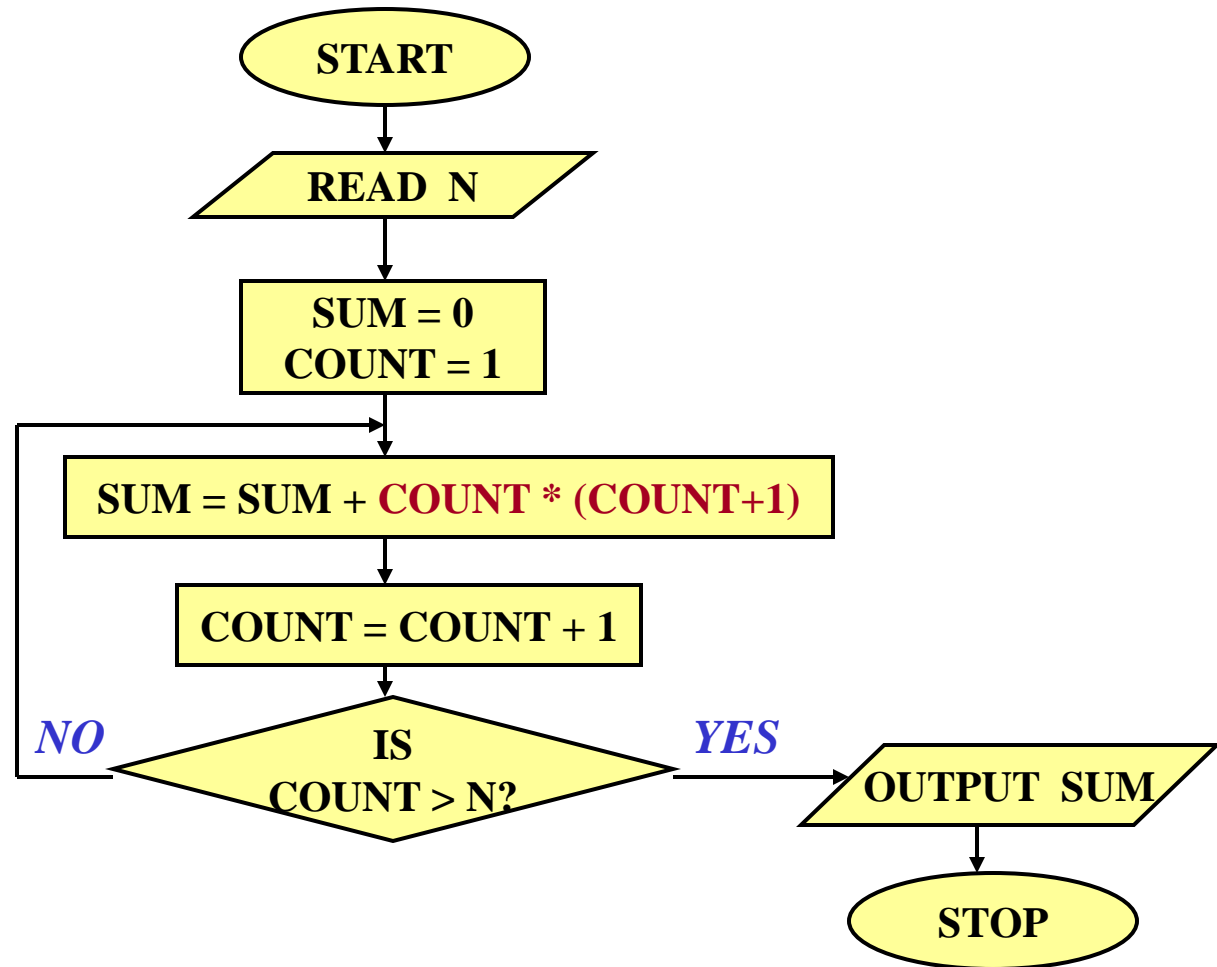 START
READ N
SUM = 0
COUNT = 1
SUM = SUM + COUNT * (COUNT+1)
COUNT = COUNT + 1
IS
COUNT > N?
NO
YES
OUTPUT SUM
STOP